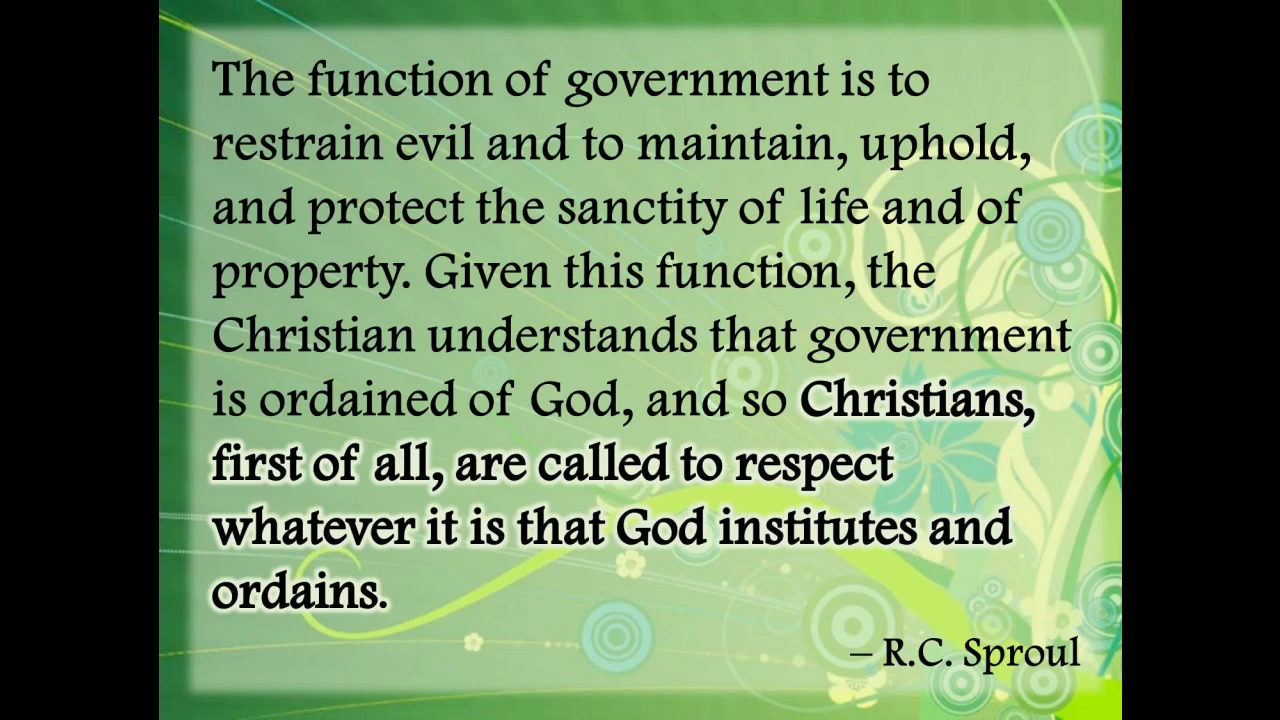 The function of government is to
restrain evil and to maintain, uphold,
and protect the sanctity of life and of
property. Given this function, the
Christian understands that government
is ordained of God, and so Christians,
first of all, are called to respect
whatever it is that God institutes and
ordains.
– R.C. Sproul